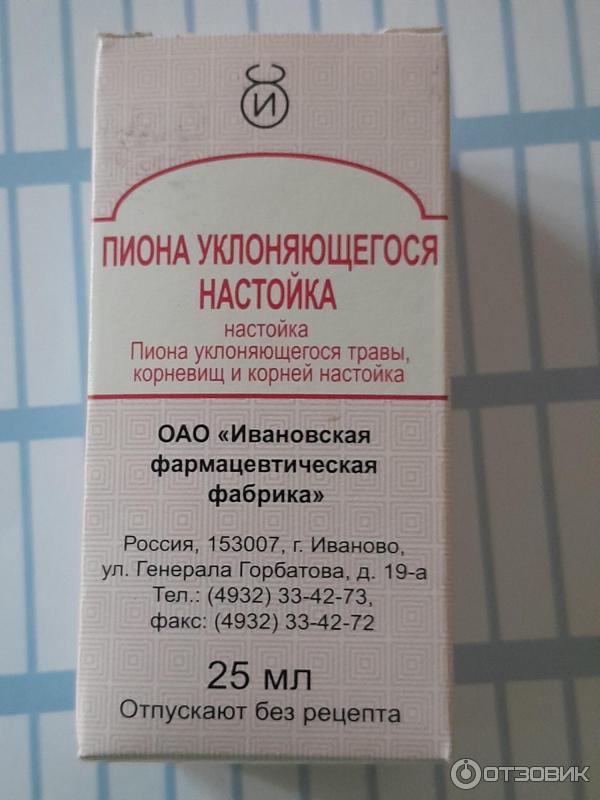 И
ПИОНА УКЛОНЯЮЩЕГОСЯ
НАСТОЙКА
настойка
Пиона уклоняющегося травы,
корневищ и корней настойка
ОАО «Ивановская
фармацевтическая
фабрика»
Россия, 153007, г. Иваново,
ул. Генерала Горбатова, д. 19-а
Тел.: (4932) 33-42-73,
факс: (4932) 33-42-72
25 мл
Отпускают без рецепта
ОТЗОВИК